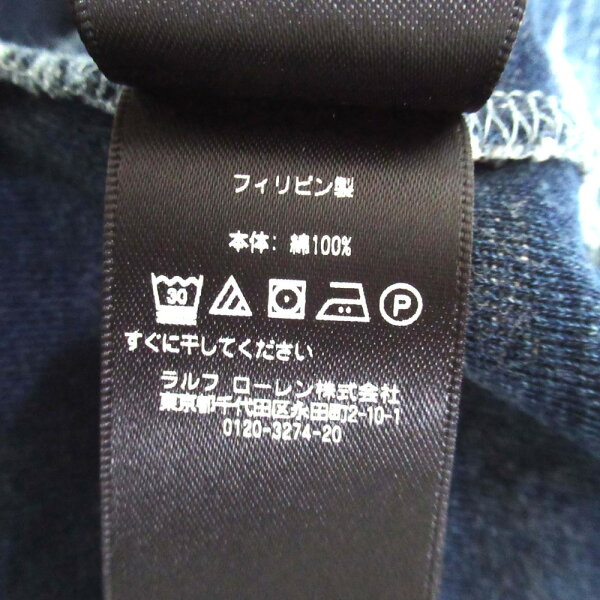 フィリピン製
本体: 綿100%
30 P
すぐに干してください
ラルフ ローレン株式会社
東京都千代田区永田町2-10-1
0120-3274-20